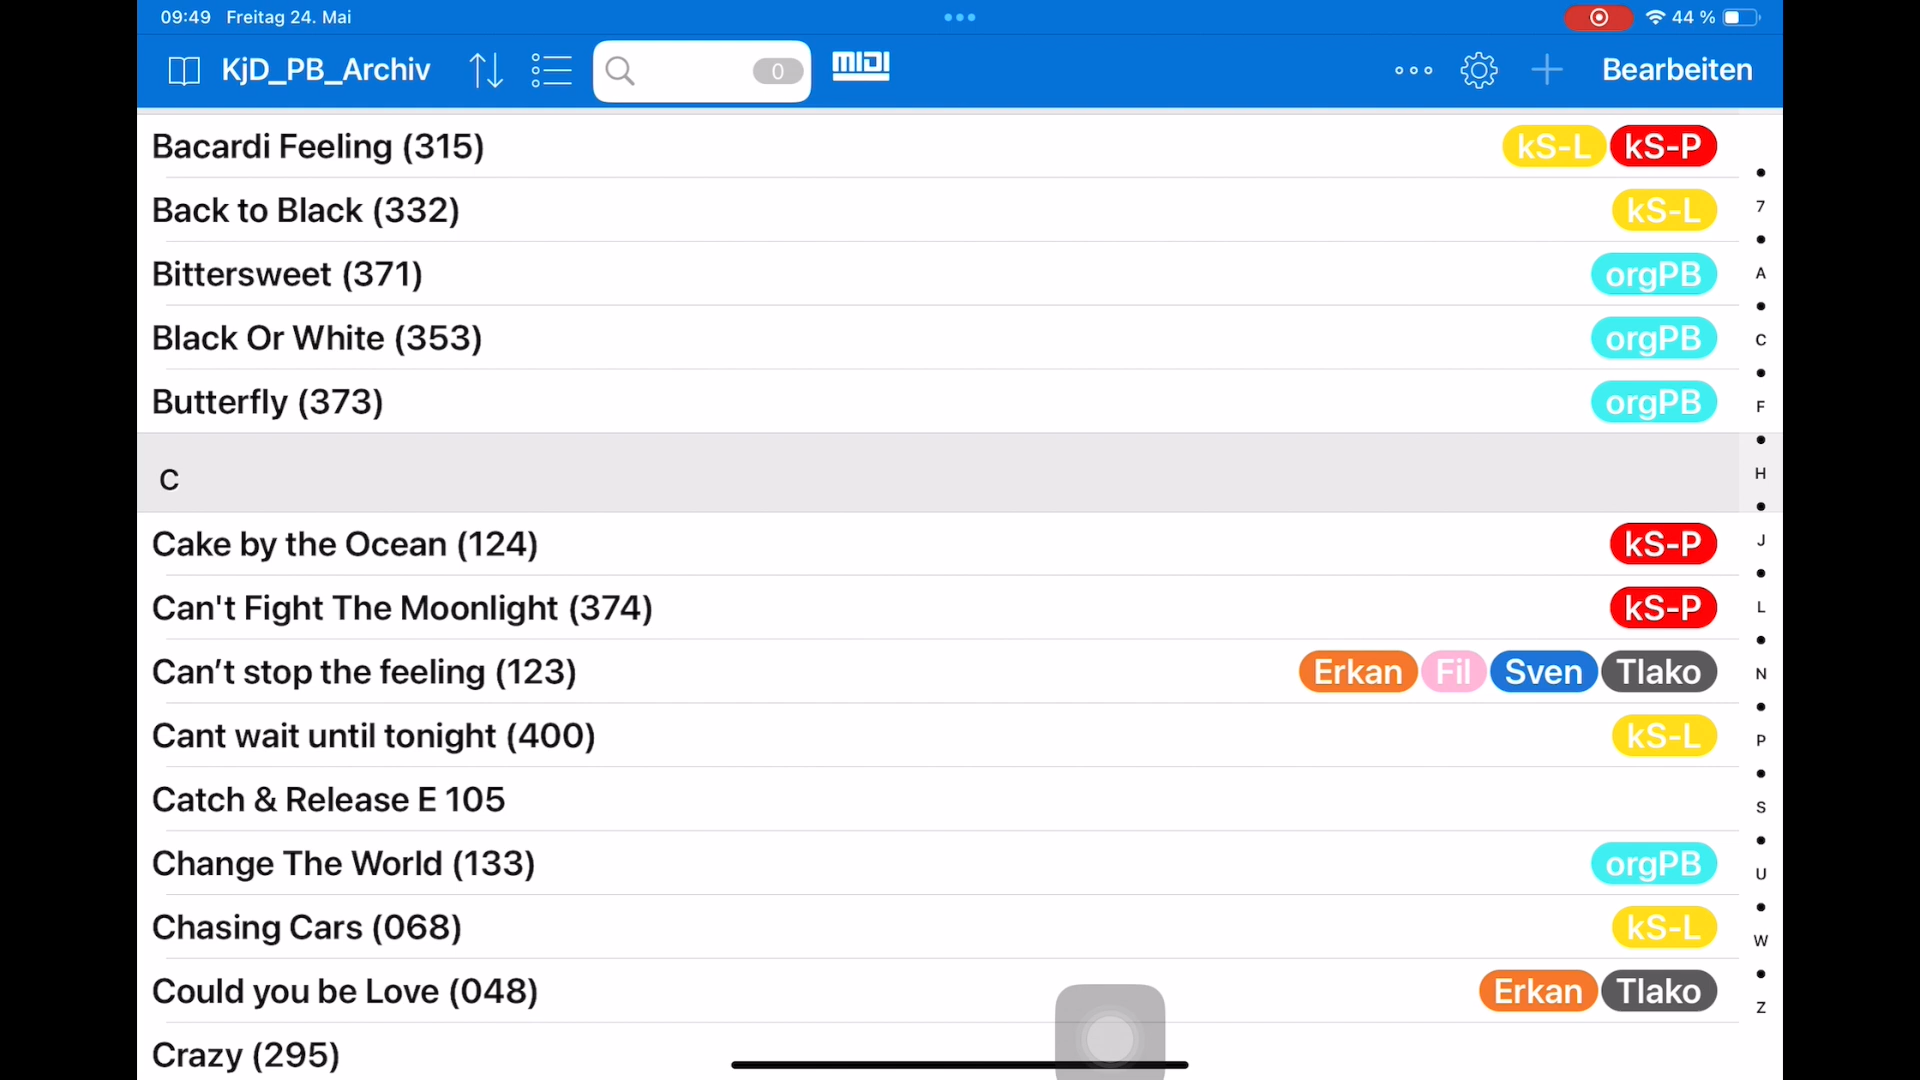 09:49 Freitag 24. Mai 44 %
KjD_PB_Archiv 0 MIDI Bearbeiten
Bacardi Feeling (315) kS-L kS-P
Back to Black (332) kS-L
Bittersweet (371) orgPB
Black Or White (353) orgPB
Butterfly (373) orgPB
C
Cake by the Ocean (124) kS-P
Can't Fight The Moonlight (374) kS-P
Can’t stop the feeling (123) Erkan Fil Sven Tlako
Cant wait until tonight (400) kS-L
Catch & Release E 105
Change The World (133) orgPB
Chasing Cars (068) kS-L
Could you be Love (048) Erkan Tlako
Crazy (295)
7
A
C
F
H
J
L
N
P
S
U
W
Z